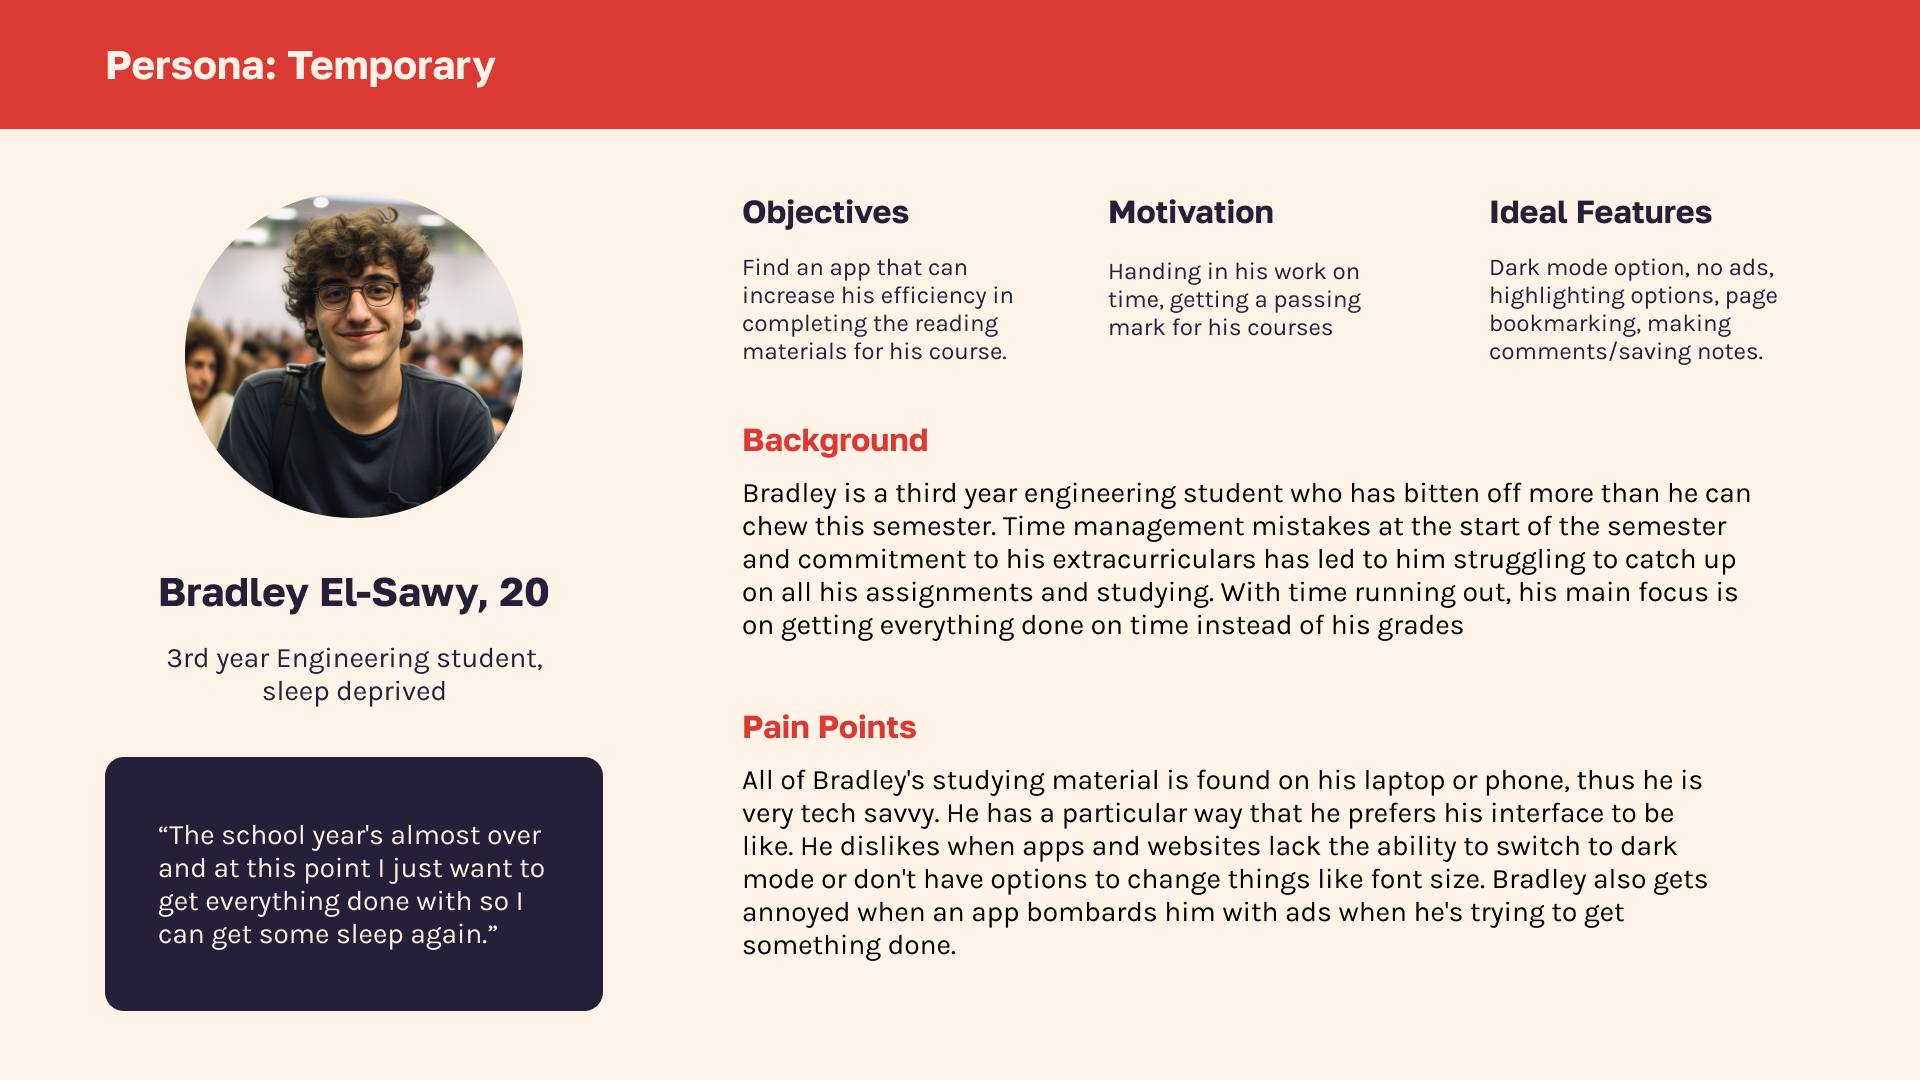 Persona: Temporary
Bradley El-Sawy, 20
3rd year Engineering student,
sleep deprived
“The school year's almost over
and at this point I just want to
get everything done with so I
can get some sleep again.”
Objectives
Find an app that can
increase his efficiency in
completing the reading
materials for his course.
Motivation
Handing in his work on
time, getting a passing
mark for his courses
Ideal Features
Dark mode option, no ads,
highlighting options, page
bookmarking, making
comments/saving notes.
Background
Bradley is a third year engineering student who has bitten off more than he can
chew this semester. Time management mistakes at the start of the semester
and commitment to his extracurriculars has led to him struggling to catch up
on all his assignments and studying. With time running out, his main focus is
on getting everything done on time instead of his grades
Pain Points
All of Bradley's studying material is found on his laptop or phone, thus he is
very tech savvy. He has a particular way that he prefers his interface to be
like. He dislikes when apps and websites lack the ability to switch to dark
mode or don't have options to change things like font size. Bradley also gets
annoyed when an app bombards him with ads when he's trying to get
something done.